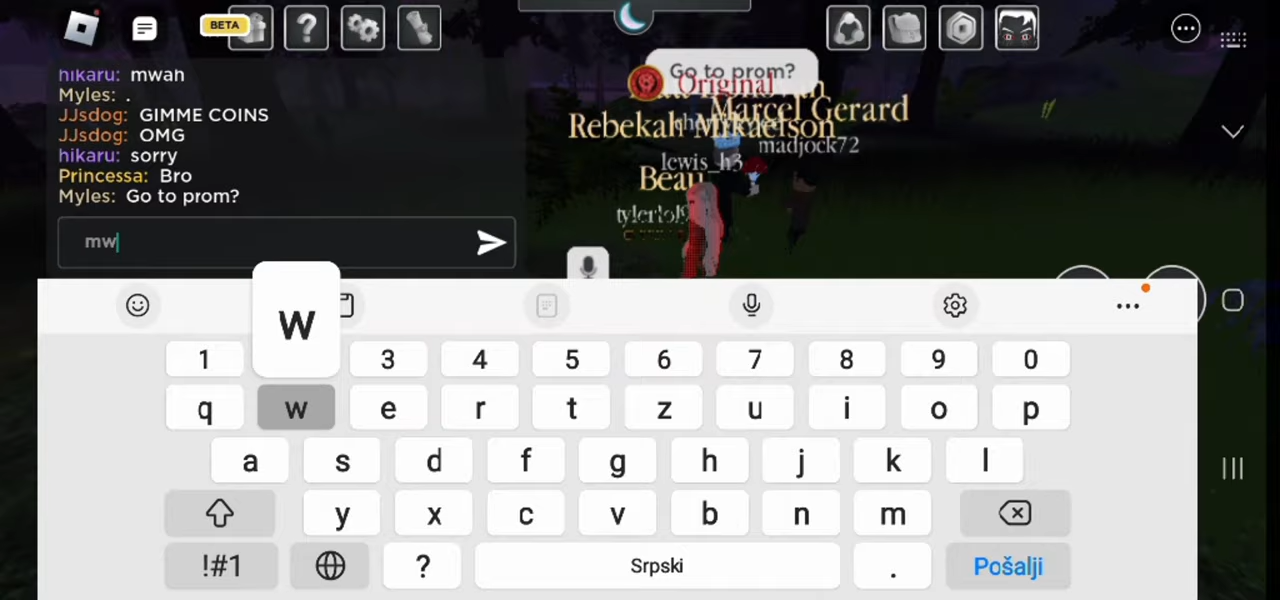 BETA
hikaru: mwah
Myles: .
JJsdog: GIMME COINS
JJsdog: OMG
hikaru: sorry
Princessa: Bro
Myles: Go to prom?
mw
Go to prom?
Original
Marcel Gerard
Rebekah Mikaelson
madjock72
lewis_h3
Beau
w
1 3 4 5 6 7 8 9 0
q w e r t z u i o p
a s d f g h j k l
y x c v b n m
!#1 ? Srpski . Pošalji